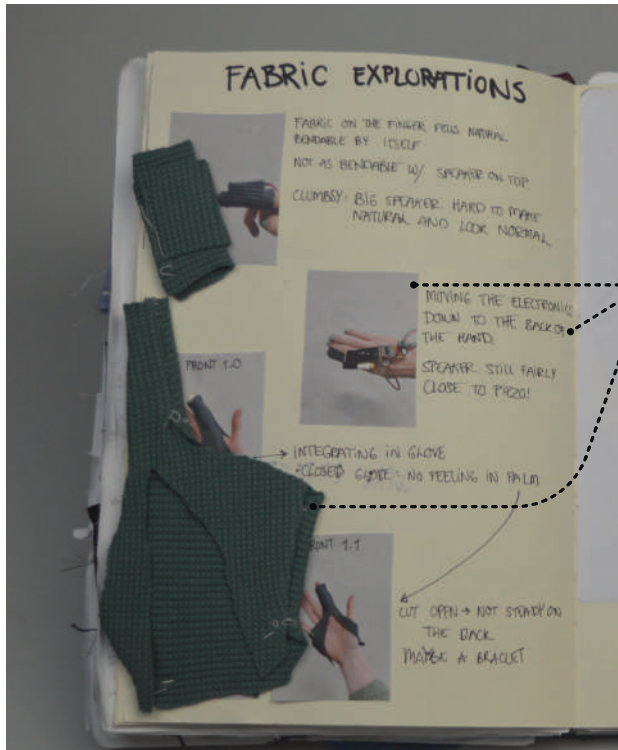 FABRIC EXPLORATIONS
FABRIC ON THE FINGER FEELS NATURAL
BENDABLE BY ITSELF
NOT AS BENDABLE W/ SPEAKER ON TOP
CLUMBSY: BIG SPEAKER HARD TO MAKE
NATURAL AND LOOK NORMAL
MOVING THE ELECTRONICS
DOWN TO THE BACK OF
THE HAND
SPEAKER STILL FAIRLY
CLOSE TO PIEZO!
FRONT 1.0
→ INTEGRATING IN GLOVE
CLOSED GLOVE = NO FEELING IN PALM
RONT 1.1
CUT OPEN → NOT STEADY ON
THE BACK
MAYBE A BRACLET